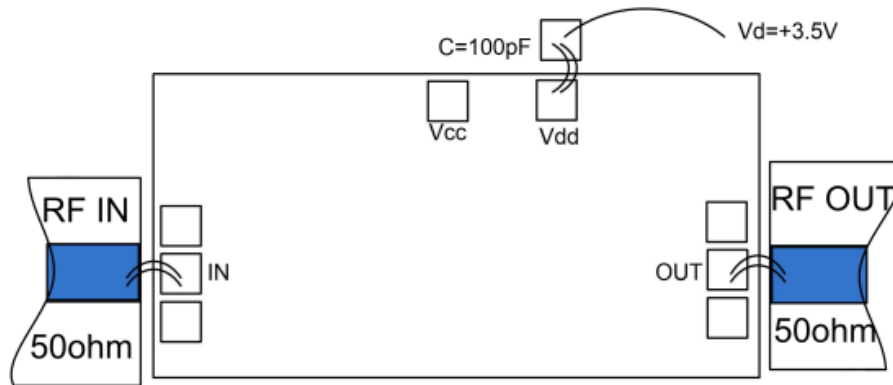 C=100pF
Vd=+3.5V
Vcc
Vdd
RF IN
RF OUT
IN
OUT
50ohm
50ohm